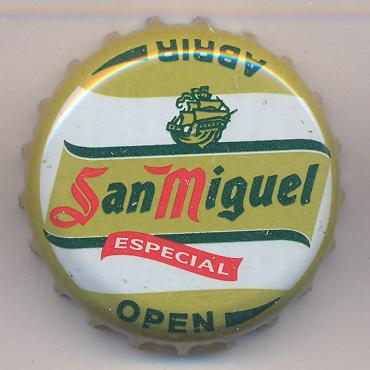 ABRIR
San Miguel
ESPECIAL
OPEN